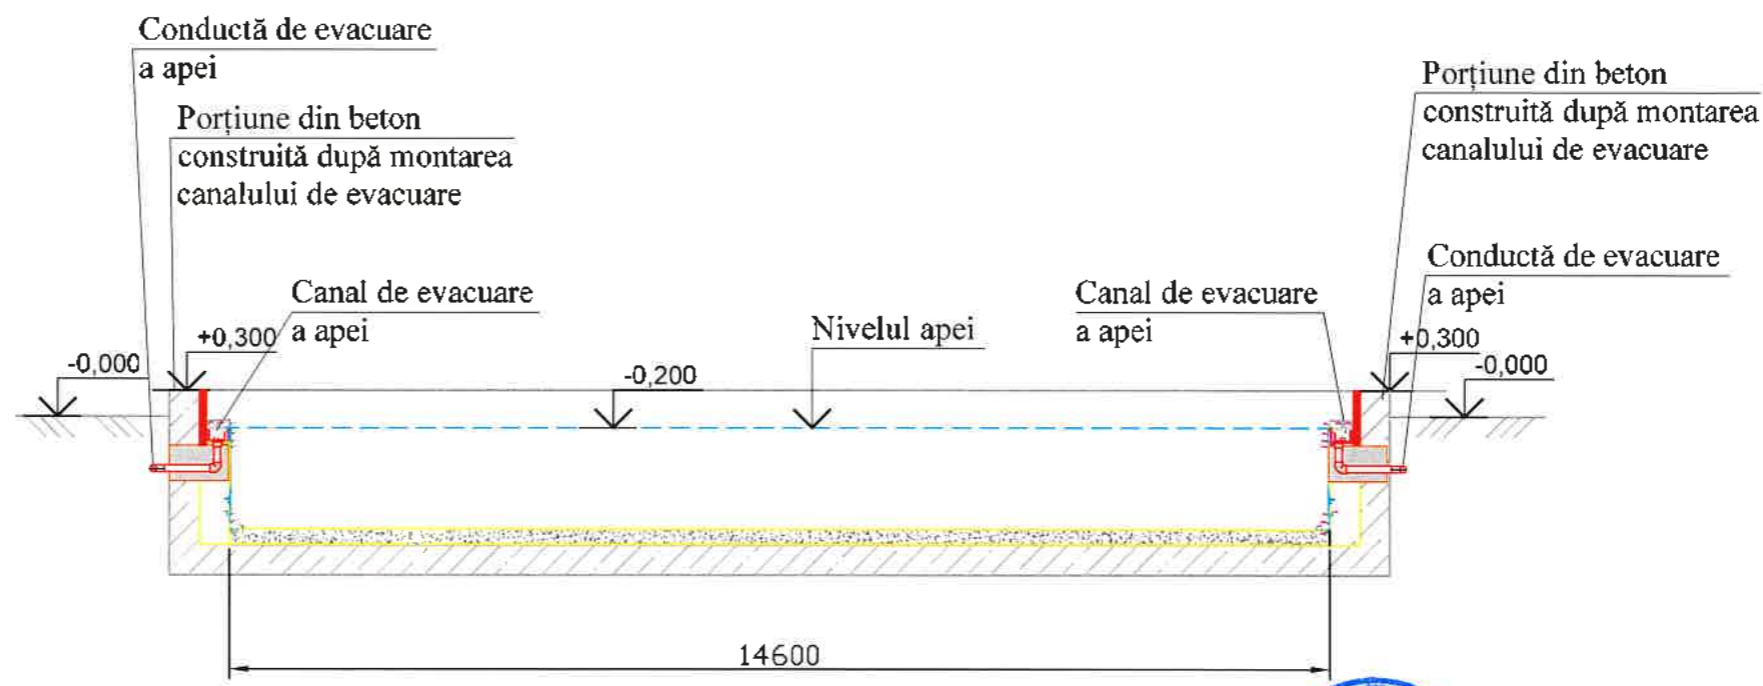 Conductă de evacuare
a apei
Porțiune din beton
construită după montarea
canalului de evacuare
Porțiune din beton
construită după montarea
canalului de evacuare
Conductă de evacuare
a apei
Canal de evacuare
a apei
Canal de evacuare
a apei
Nivelul apei
+0,300
-0,000
-0,200
+0,300
-0,000
14600